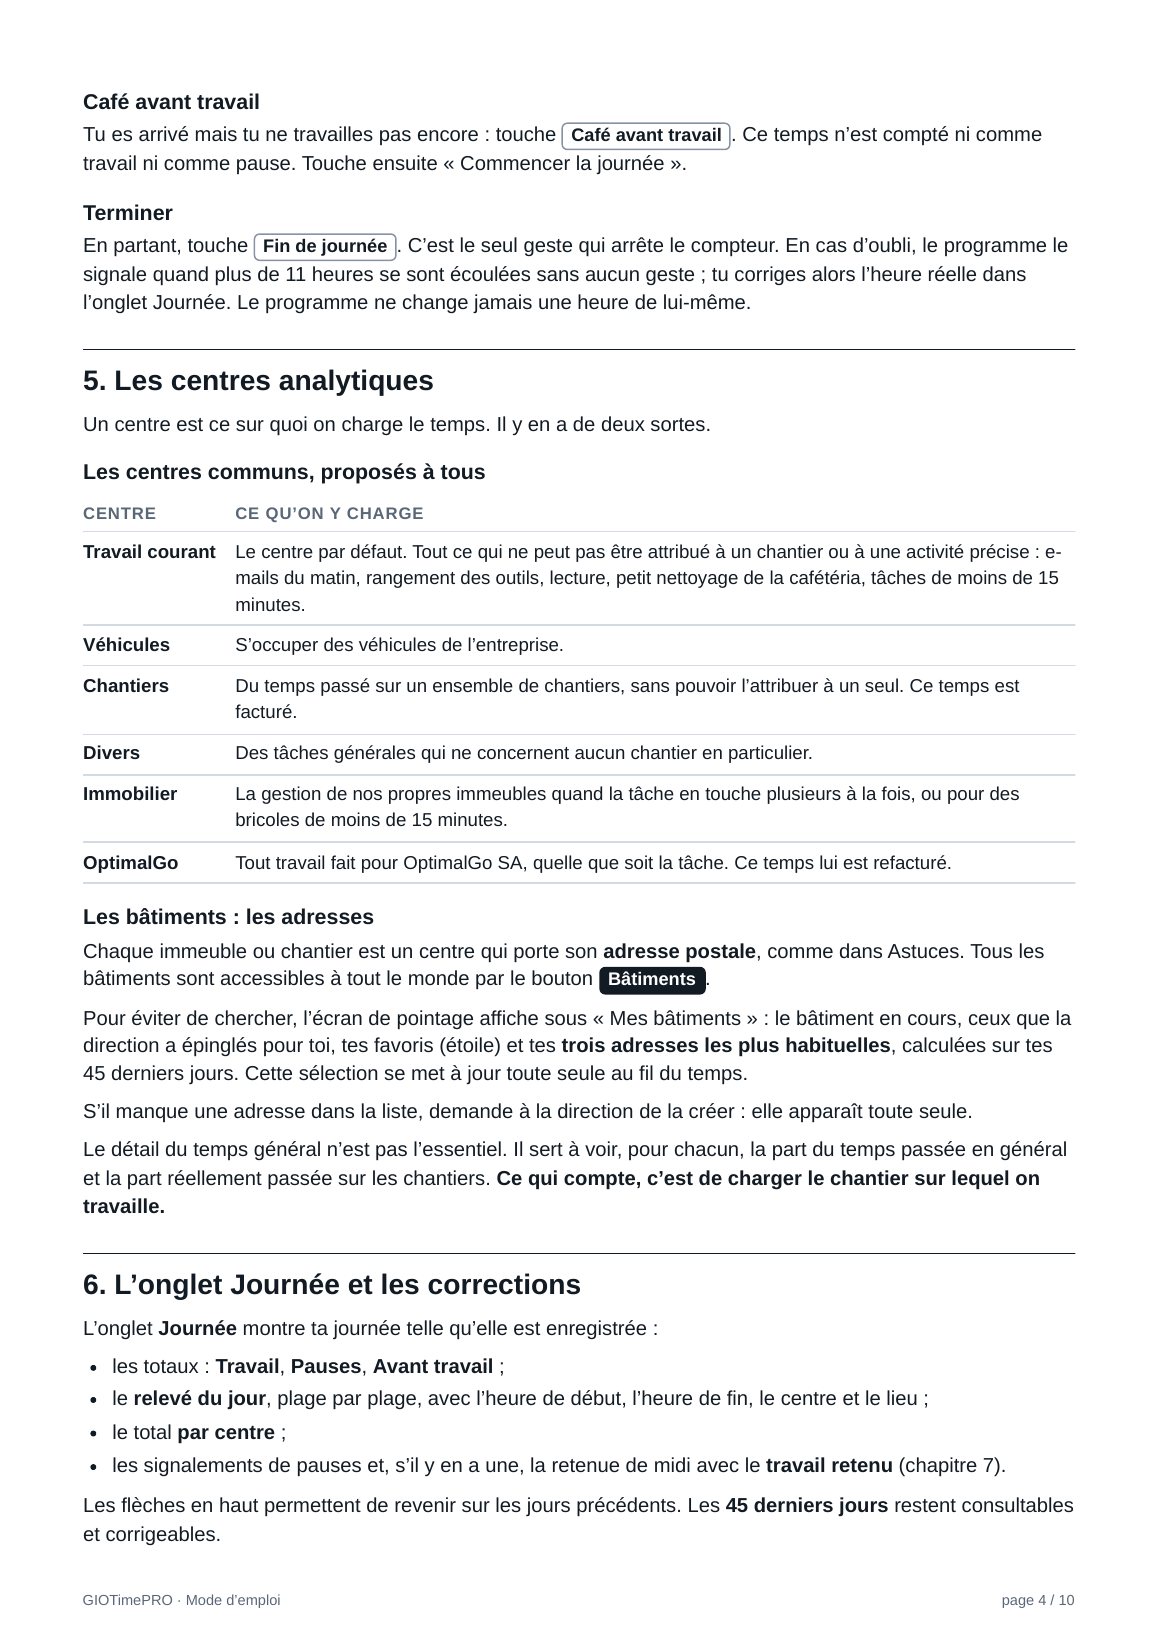 Café avant travail
Tu es arrivé mais tu ne travailles pas encore : touche Café avant travail. Ce temps n’est compté ni comme
travail ni comme pause. Touche ensuite « Commencer la journée ».
Terminer
En partant, touche Fin de journée. C’est le seul geste qui arrête le compteur. En cas d’oubli, le programme le
signale quand plus de 11 heures se sont écoulées sans aucun geste ; tu corriges alors l’heure réelle dans
l’onglet Journée. Le programme ne change jamais une heure de lui-même.
5. Les centres analytiques
Un centre est ce sur quoi on charge le temps. Il y en a de deux sortes.
Les centres communs, proposés à tous
CENTRE CE QU’ON Y CHARGE
Travail courant Le centre par défaut. Tout ce qui ne peut pas être attribué à un chantier ou à une activité précise : e-
mails du matin, rangement des outils, lecture, petit nettoyage de la cafétéria, tâches de moins de 15
minutes.
Véhicules S’occuper des véhicules de l’entreprise.
Chantiers Du temps passé sur un ensemble de chantiers, sans pouvoir l’attribuer à un seul. Ce temps est
facturé.
Divers Des tâches générales qui ne concernent aucun chantier en particulier.
Immobilier La gestion de nos propres immeubles quand la tâche en touche plusieurs à la fois, ou pour des
bricoles de moins de 15 minutes.
OptimalGo Tout travail fait pour OptimalGo SA, quelle que soit la tâche. Ce temps lui est refacturé.
Les bâtiments : les adresses
Chaque immeuble ou chantier est un centre qui porte son adresse postale, comme dans Astuces. Tous les
bâtiments sont accessibles à tout le monde par le bouton Bâtiments.
Pour éviter de chercher, l’écran de pointage affiche sous « Mes bâtiments » : le bâtiment en cours, ceux que la
direction a épinglés pour toi, tes favoris (étoile) et tes trois adresses les plus habituelles, calculées sur tes
45 derniers jours. Cette sélection se met à jour toute seule au fil du temps.
S’il manque une adresse dans la liste, demande à la direction de la créer : elle apparaît toute seule.
Le détail du temps général n’est pas l’essentiel. Il sert à voir, pour chacun, la part du temps passée en général
et la part réellement passée sur les chantiers. Ce qui compte, c’est de charger le chantier sur lequel on
travaille.
6. L’onglet Journée et les corrections
L’onglet Journée montre ta journée telle qu’elle est enregistrée :
• les totaux : Travail, Pauses, Avant travail ;
• le relevé du jour, plage par plage, avec l’heure de début, l’heure de fin, le centre et le lieu ;
• le total par centre ;
• les signalements de pauses et, s’il y en a une, la retenue de midi avec le travail retenu (chapitre 7).
Les flèches en haut permettent de revenir sur les jours précédents. Les 45 derniers jours restent consultables
et corrigeables.
GIOTimePRO · Mode d’emploi page 4 / 10